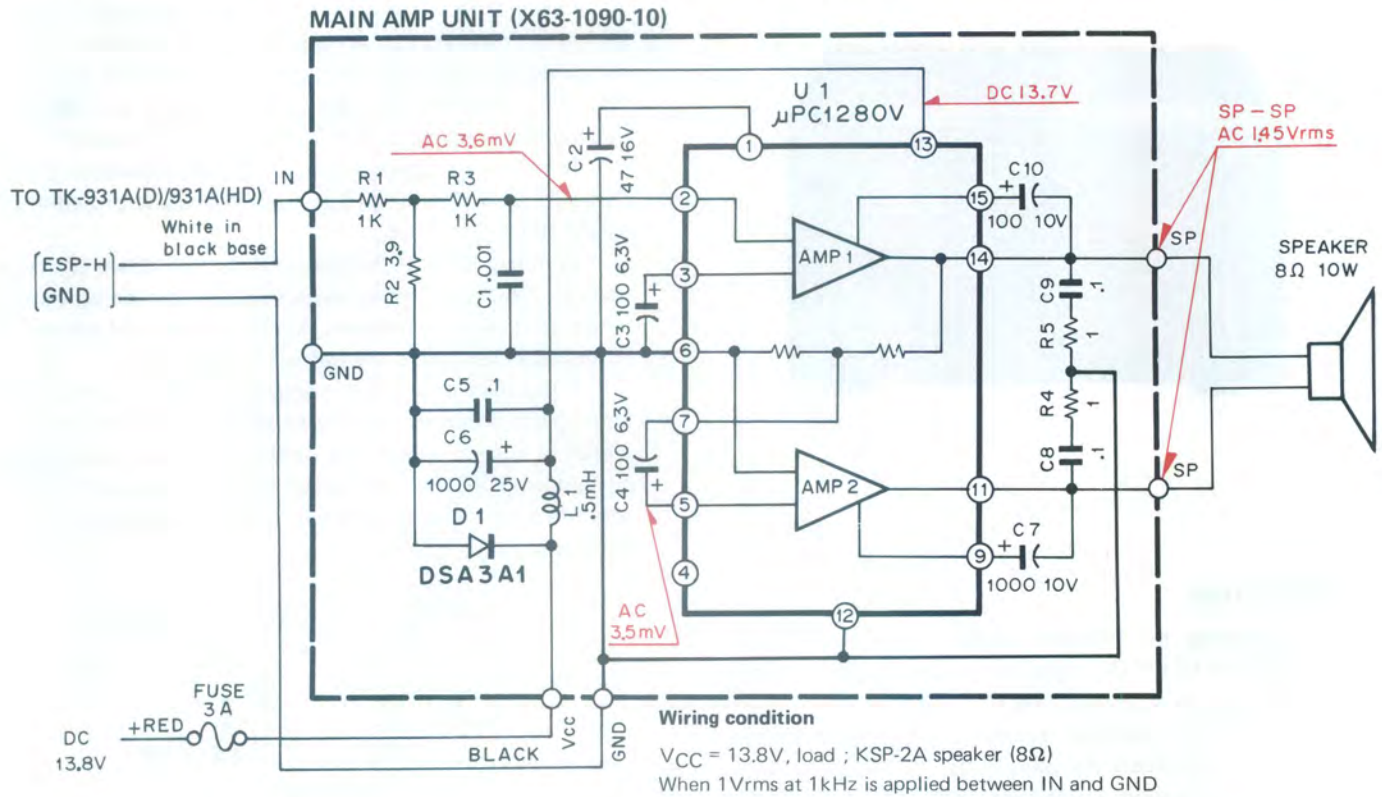 MAIN AMP UNIT (X63-1090-10)
U 1
μPC1280V
DC 13.7V
SP – SP
AC 1.45Vrms
AC 3.6mV
C2
+
47 16V
1
13
TO TK-931A(D)/931A(HD)
IN
R1
1K
R3
1K
2
15
C10
+
100 10V
White in
black base
ESP-H
GND
R2 3.9
C1 .001
C3 100 6.3V
+
3
AMP 1
14
SP
SPEAKER
8Ω 10W
C9
.1
R5
1
GND
6
C5 .1
C6
+
1000 25V
L1
.5mH
C4 100 6.3V
+
7
R4
1
C8
.1
5
AMP 2
11
SP
D1
DSA3A1
4
9
+
C7
1000 10V
AC
3.5mV
12
FUSE
3A
DC
13.8V
+RED
BLACK
Vcc
GND
Wiring condition
VCC = 13.8V, load ; KSP-2A speaker (8Ω)
When 1Vrms at 1kHz is applied between IN and GND